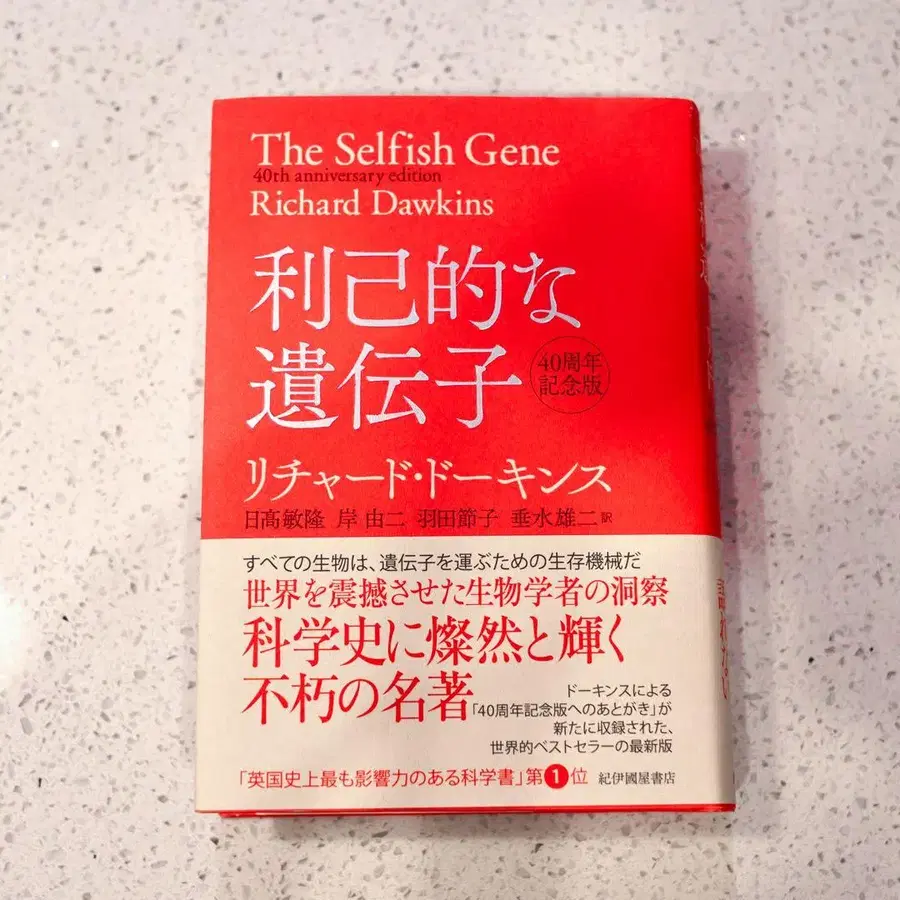 The Selfish Gene
40th anniversary edition
Richard Dawkins
利己的な
遺伝子
40周年
記念版
リチャード・ドーキンス
日髙敏隆 岸 由二 羽田節子 垂水雄二 訳
すべての生物は、遺伝子を運ぶための生存機械だ
世界を震撼させた生物学者の洞察
科学史に燦然と輝く
不朽の名著
ドーキンスによる
「40周年記念版へのあとがき」が
新たに収録された、
世界的ベストセラーの最新版
「英国史上最も影響力のある科学書」第1位 紀伊國屋書店